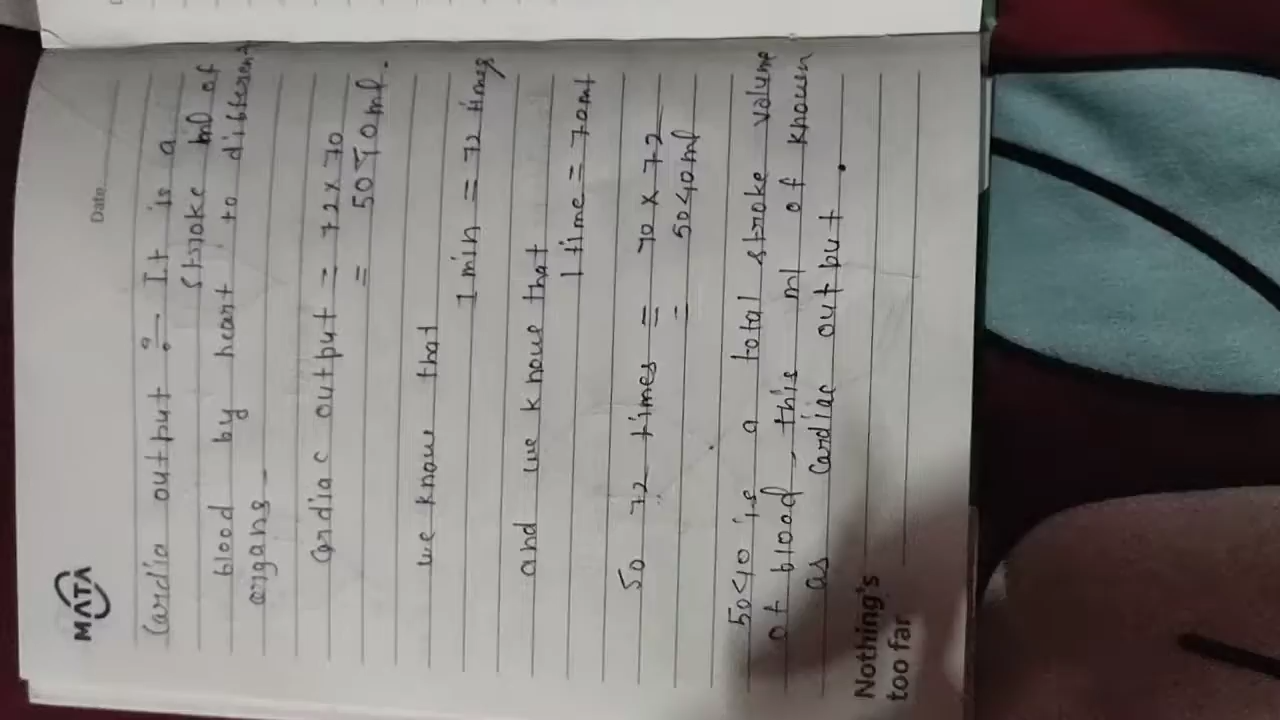 MATA
Date
Cardia output ? - It is a
stroke ml of
blood by heart to different
organs -
Cardiac output = 72 x 70
= 5040 ml.
we know that
1 min = 72 times
and we know that
1 time = 70ml
So 72 times = 70 x 72
= 5040 ml
5040 is a total stroke volume
of blood, this ml of known
as Cardiac output.
Nothing's
too far